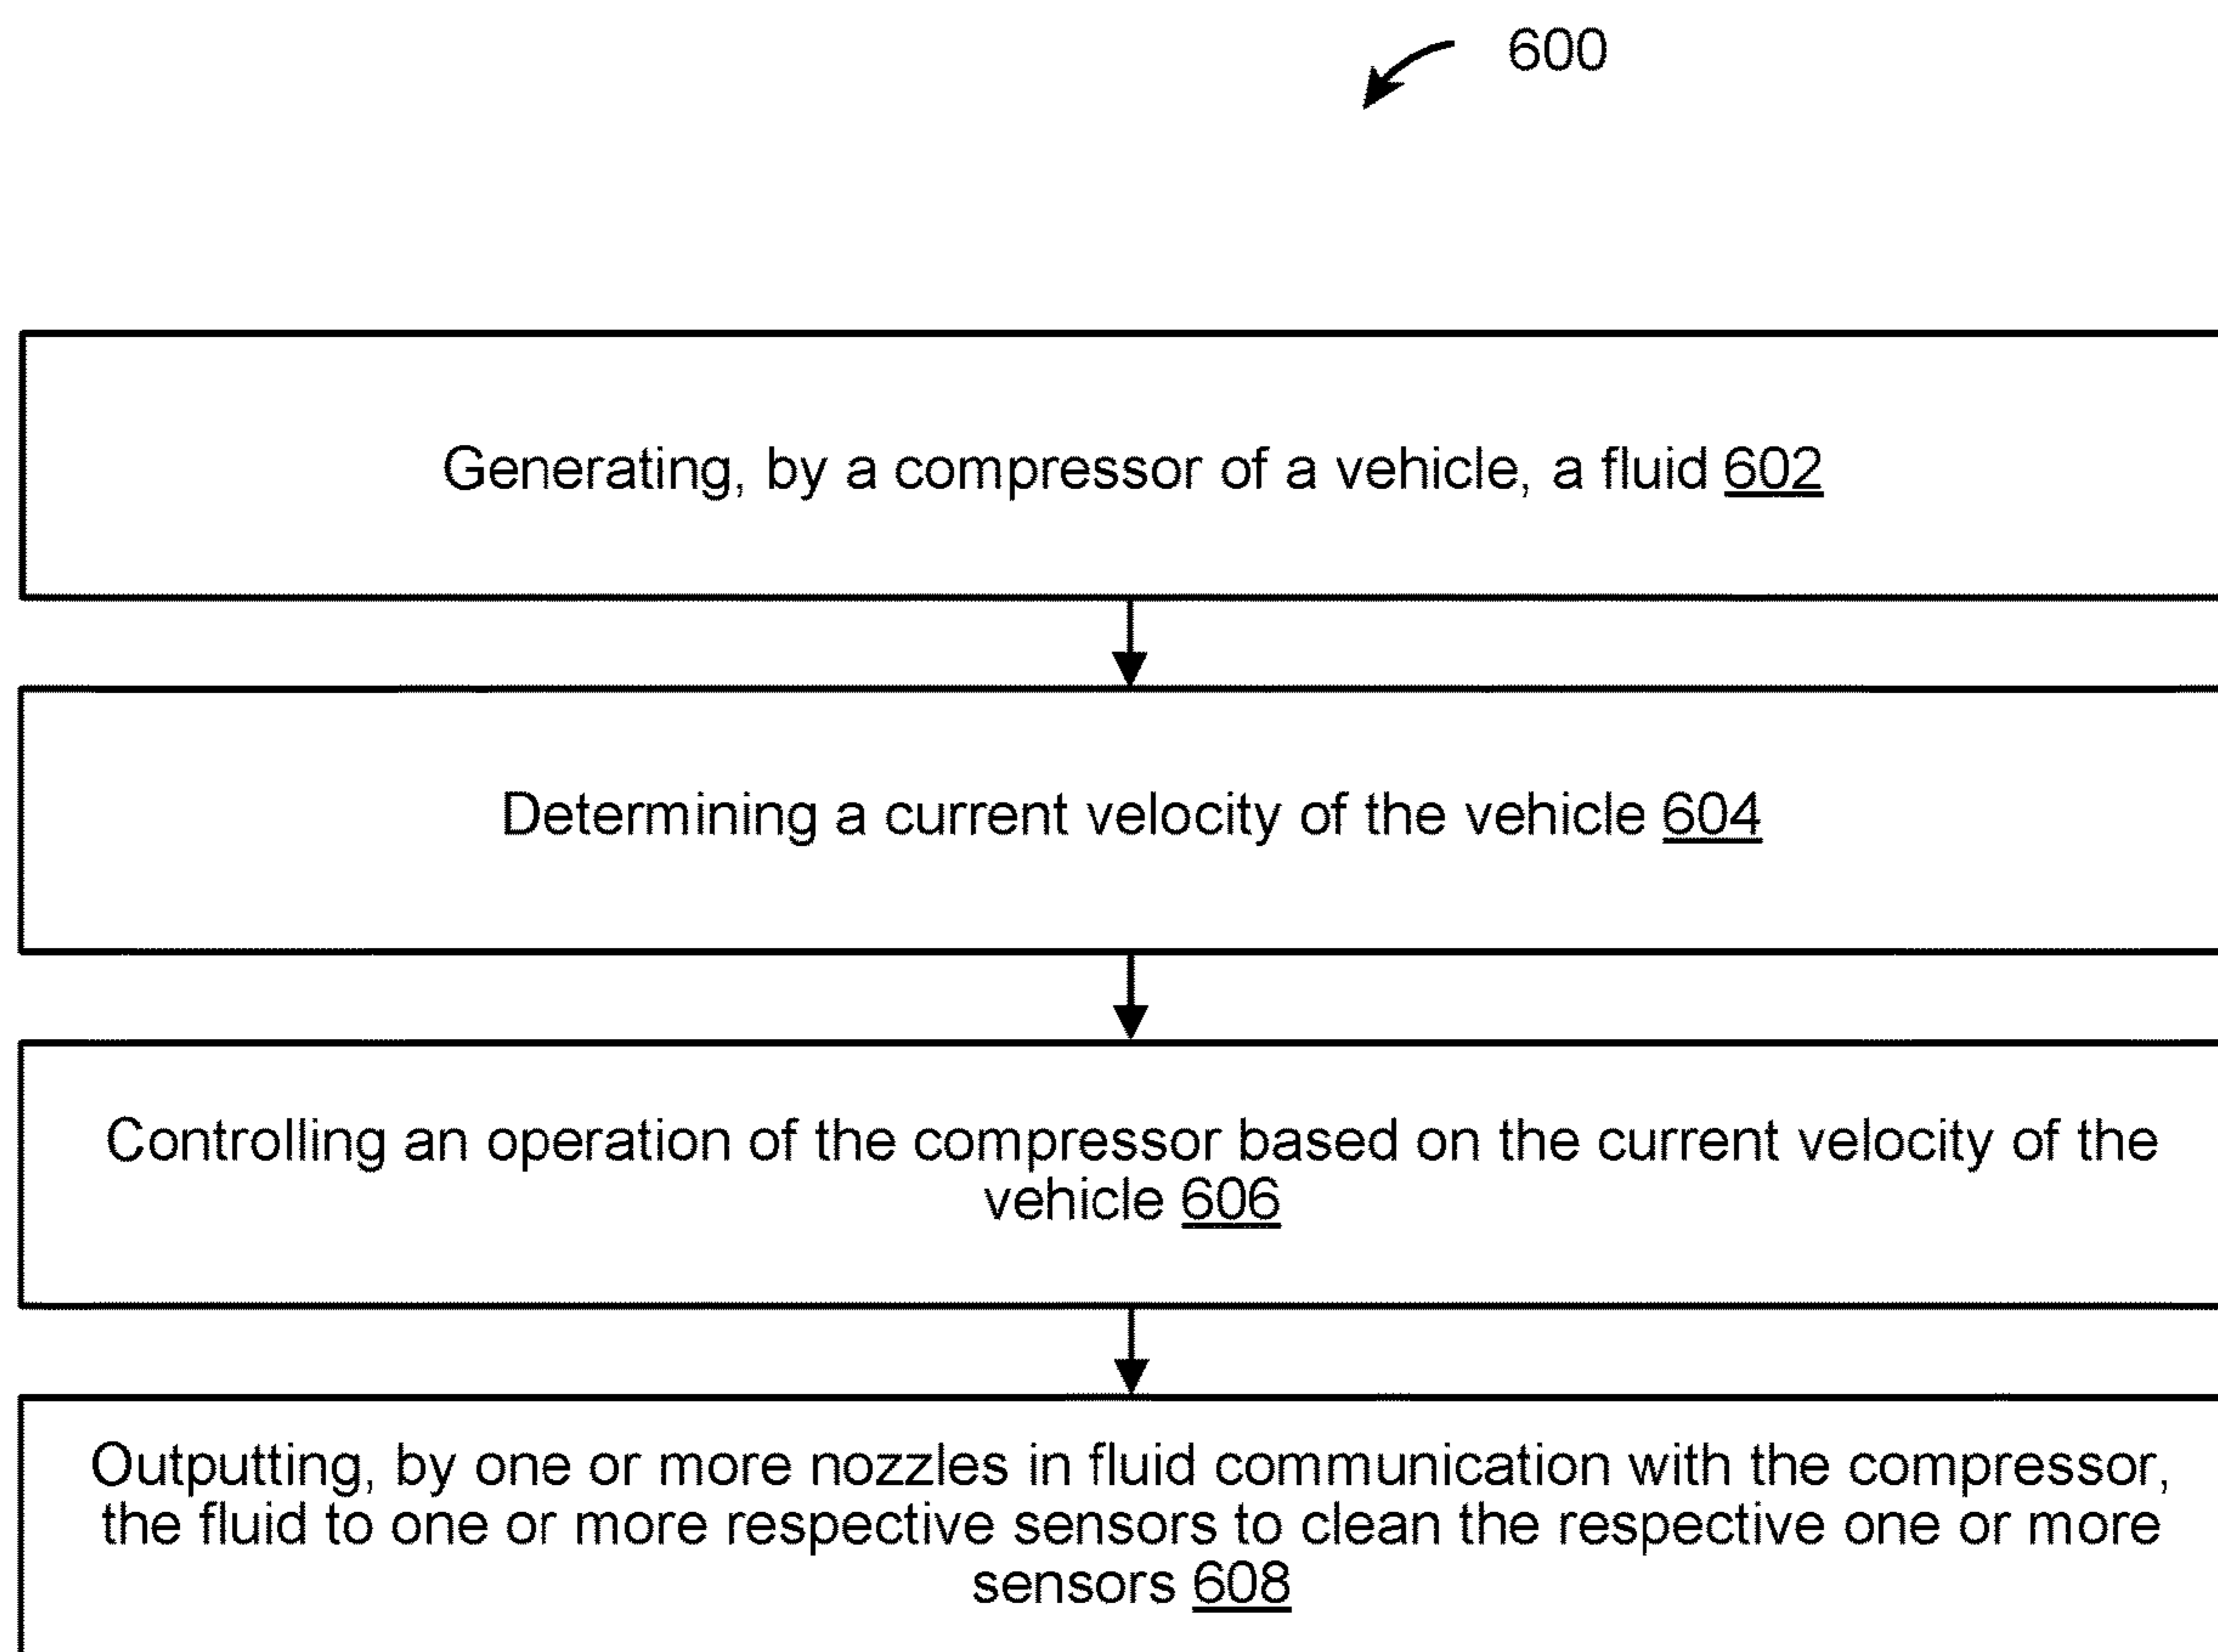 600
Generating, by a compressor of a vehicle, a fluid 602
Determining a current velocity of the vehicle 604
Controlling an operation of the compressor based on the current velocity of the
vehicle 606
Outputting, by one or more nozzles in fluid communication with the compressor,
the fluid to one or more respective sensors to clean the respective one or more
sensors 608